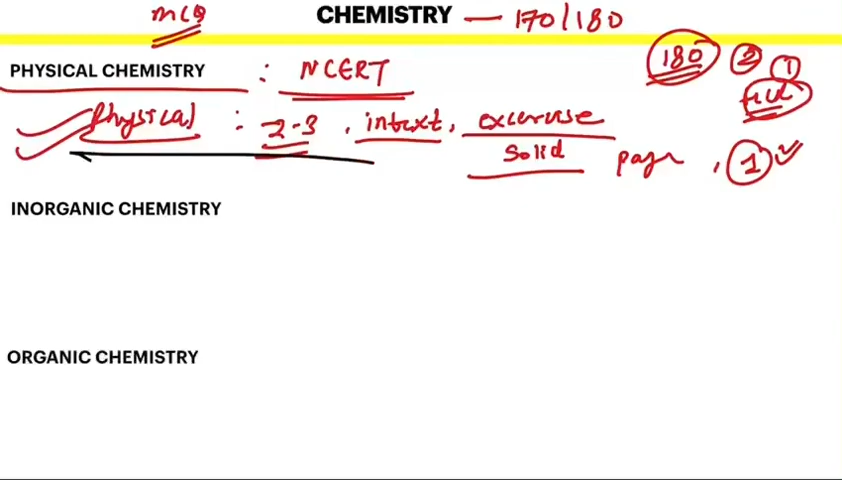 MCQ CHEMISTRY — 170/180
PHYSICAL CHEMISTRY : NCERT 180 2 1
Physical : 2-3 , intext , excercise
solid page , 1
INORGANIC CHEMISTRY
ORGANIC CHEMISTRY